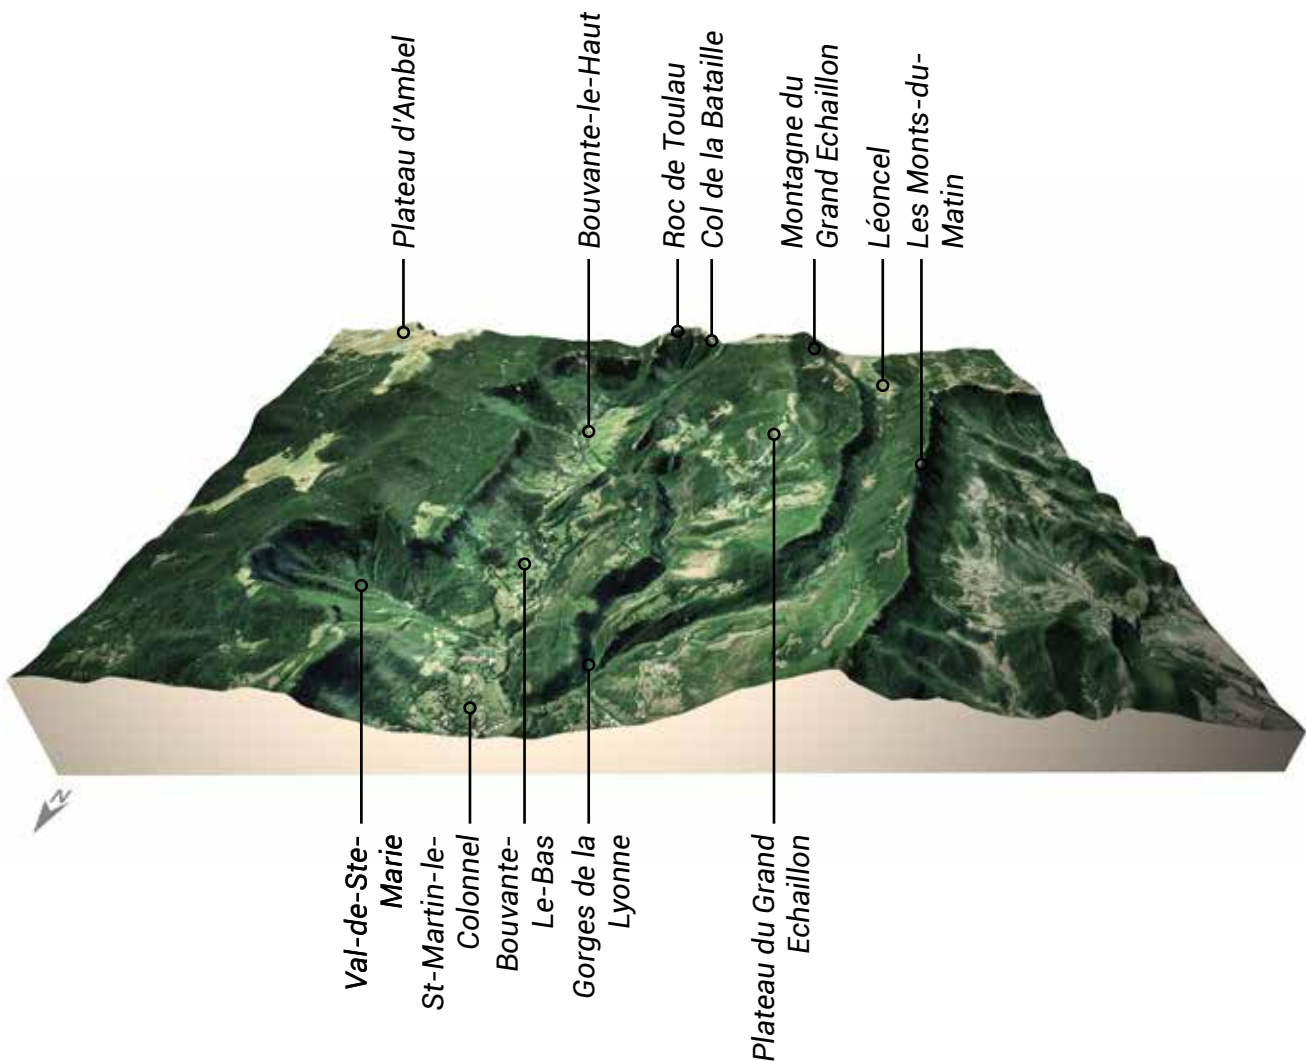 Plateau d'Ambel
Bouvante-le-Haut
Roc de Toulau
Col de la Bataille
Montagne du
Grand Echaillon
Léoncel
Les Monts-du-
Matin
N
Val-de-Ste-
Marie
St-Martin-le-
Colonnel
Bouvante-
Le-Bas
Gorges de la
Lyonne
Plateau du Grand
Echaillon